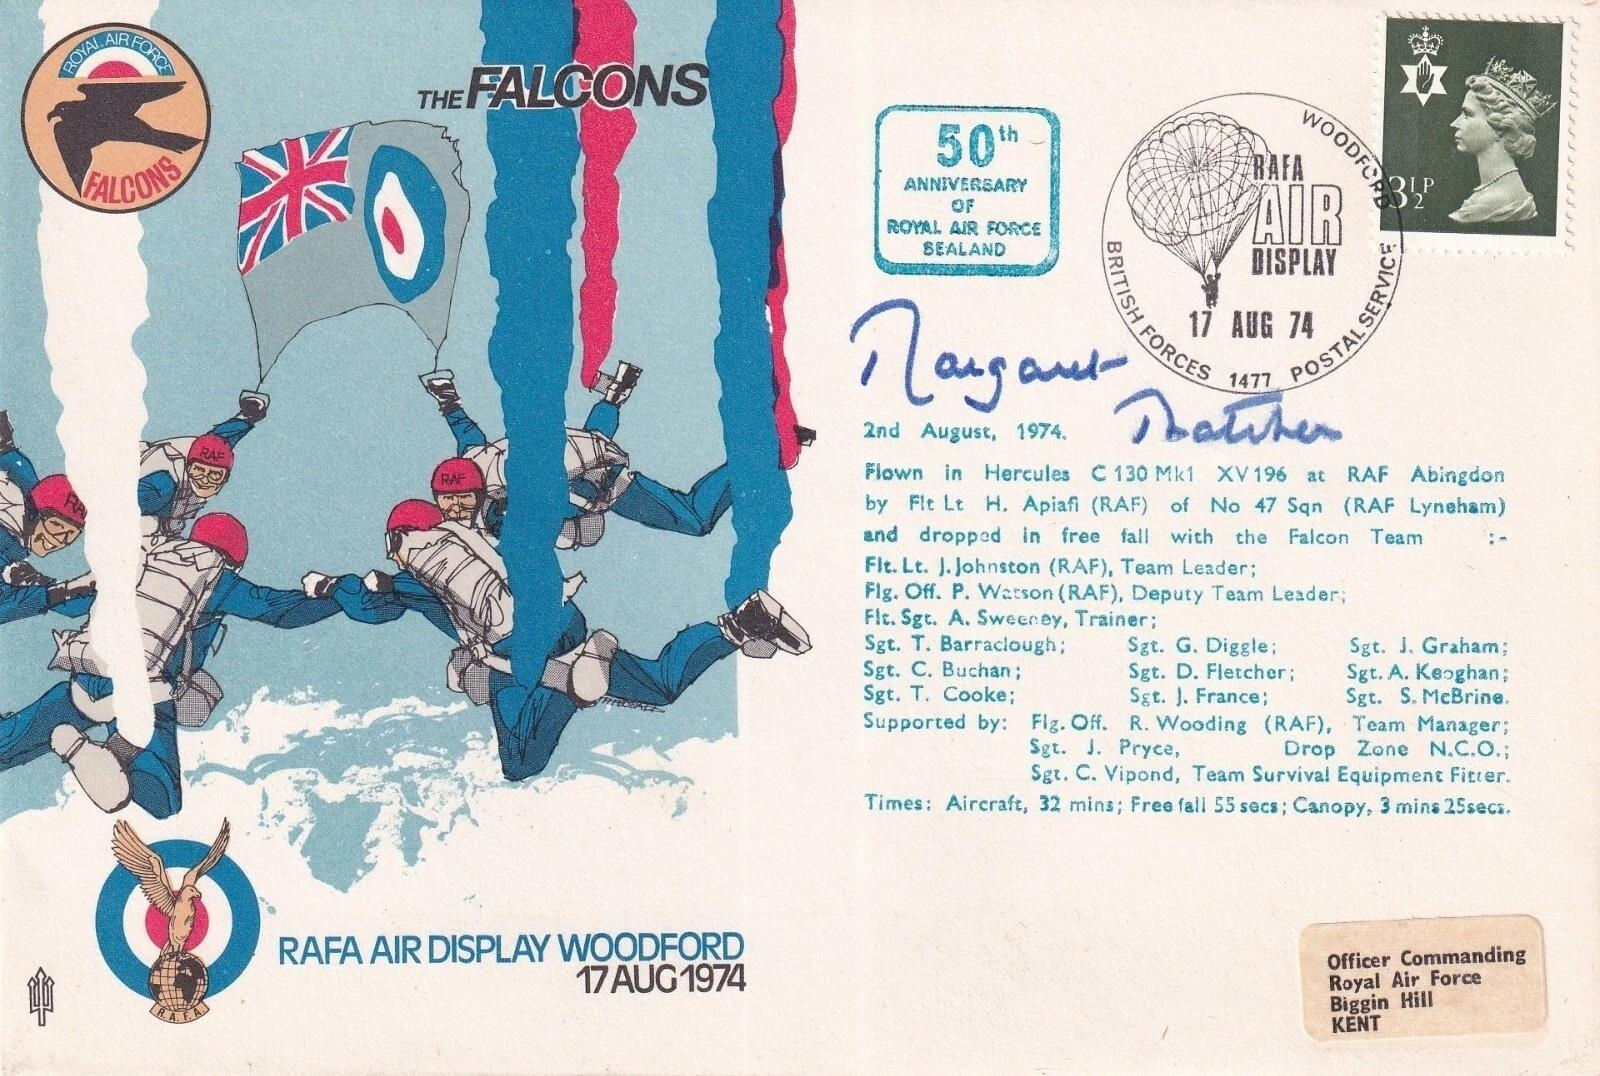 ROYAL AIR FORCE
FALCONS
THE FALCONS
RAF
RAF
RAF
RAFA AIR DISPLAY WOODFORD
17 AUG 1974
R.A.F.A.
50th
ANNIVERSARY
OF
ROYAL AIR FORCE
SEALAND
WOODFORD
RAFA
AIR
DISPLAY
17 AUG 74
BRITISH FORCES 1477 POSTAL SERVICE
3½P
Margaret
Thatcher
2nd August, 1974.
Flown in Hercules C 130 Mk1 XV196 at RAF Abingdon
by Flt Lt H. Apiafi (RAF) of No 47 Sqn (RAF Lyneham)
and dropped in free fall with the Falcon Team :-
Flt. Lt. J. Johnston (RAF), Team Leader;
Flg. Off. P. Watson (RAF), Deputy Team Leader;
Flt. Sgt. A. Sweeney, Trainer;
Sgt. T. Barraclough; Sgt. G. Diggle; Sgt. J. Graham;
Sgt. C. Buchan; Sgt. D. Fletcher; Sgt. A. Keoghan;
Sgt. T. Cooke; Sgt. J. France; Sgt. S. McBrine.
Supported by: Flg. Off. R. Wooding (RAF), Team Manager;
Sgt. J. Pryce, Drop Zone N.C.O.;
Sgt. C. Vipond, Team Survival Equipment Fitter.
Times: Aircraft, 32 mins; Free fall 55 secs; Canopy, 3 mins 25secs.
Officer Commanding
Royal Air Force
Biggin Hill
KENT